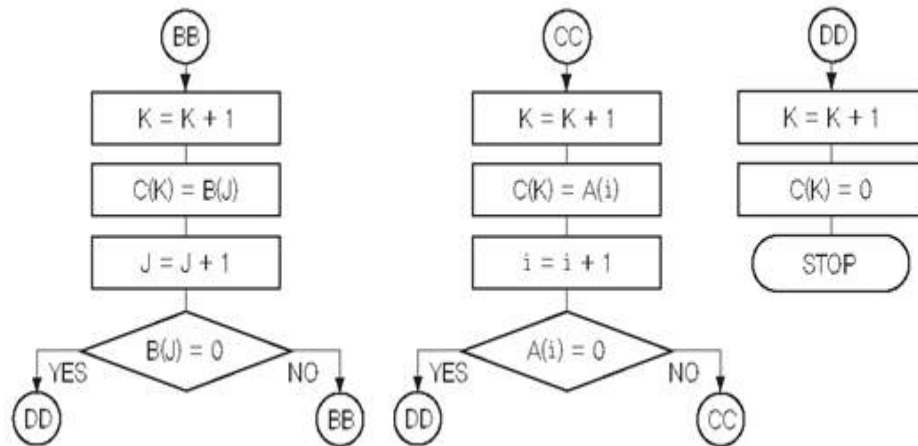 BB
K = K + 1
C(K) = B(J)
J = J + 1
B(J) = 0
YES
NO
DD
BB
CC
K = K + 1
C(K) = A(i)
i = i + 1
A(i) = 0
YES
NO
DD
CC
DD
K = K + 1
C(K) = 0
STOP